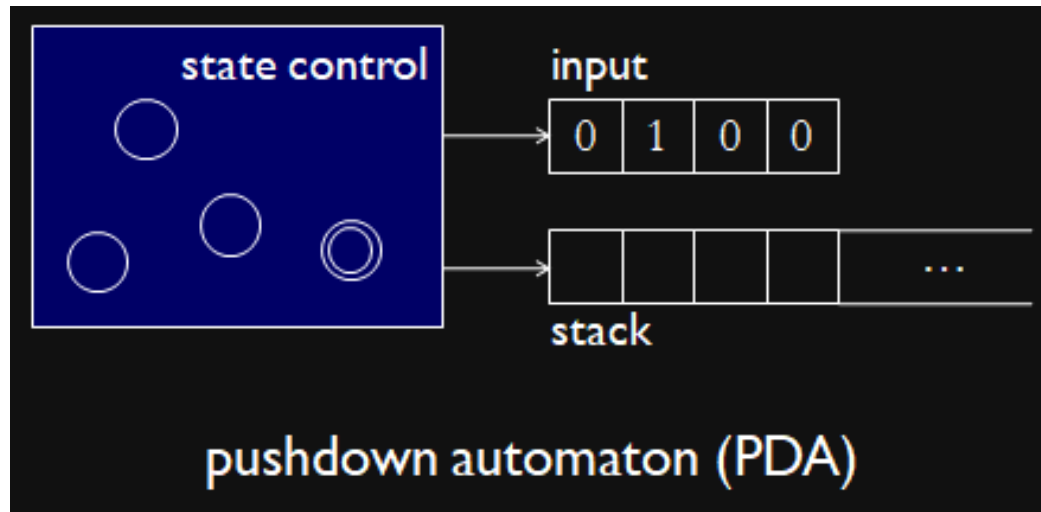 state control
input
0 1 0 0
...
stack
pushdown automaton (PDA)